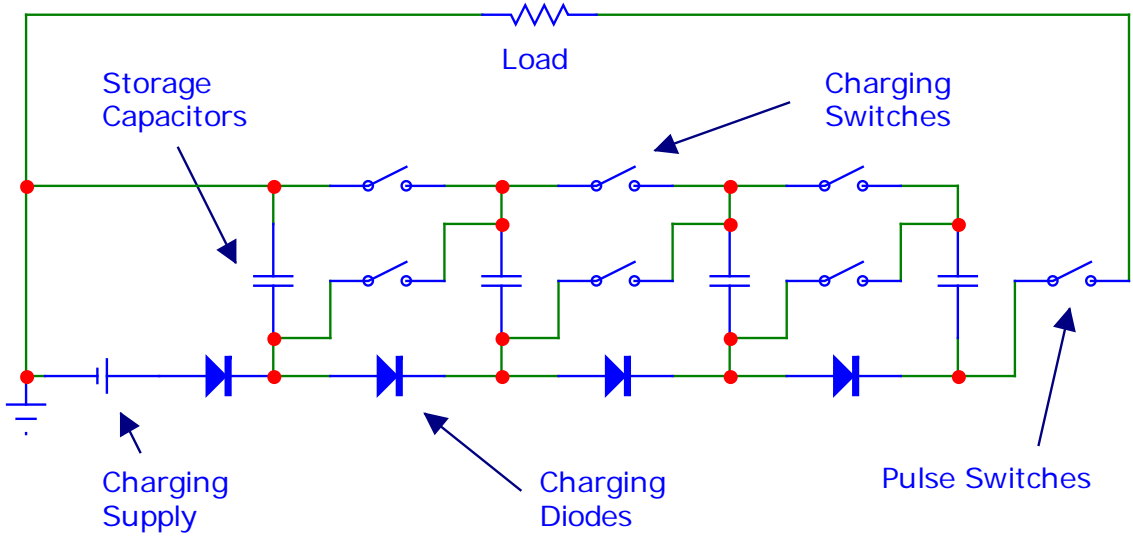 Load
Storage
Capacitors
Charging
Switches
Charging
Supply
Charging
Diodes
Pulse Switches